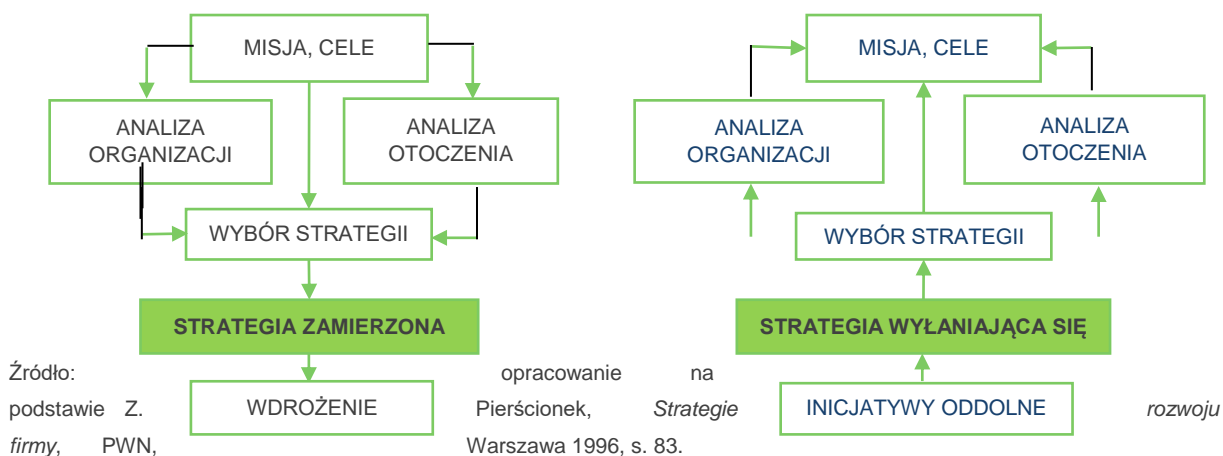 MISJA, CELE
ANALIZA
ORGANIZACJI
ANALIZA
OTOCZENIA
WYBÓR STRATEGII
STRATEGIA ZAMIERZONA
WDROŻENIE
MISJA, CELE
ANALIZA
ORGANIZACJI
ANALIZA
OTOCZENIA
WYBÓR STRATEGII
STRATEGIA WYŁANIAJĄCA SIĘ
INICJATYWY ODDOLNE
Źródło: opracowanie na
podstawie Z. Pierścionek, Strategie rozwoju
firmy, PWN, Warszawa 1996, s. 83.